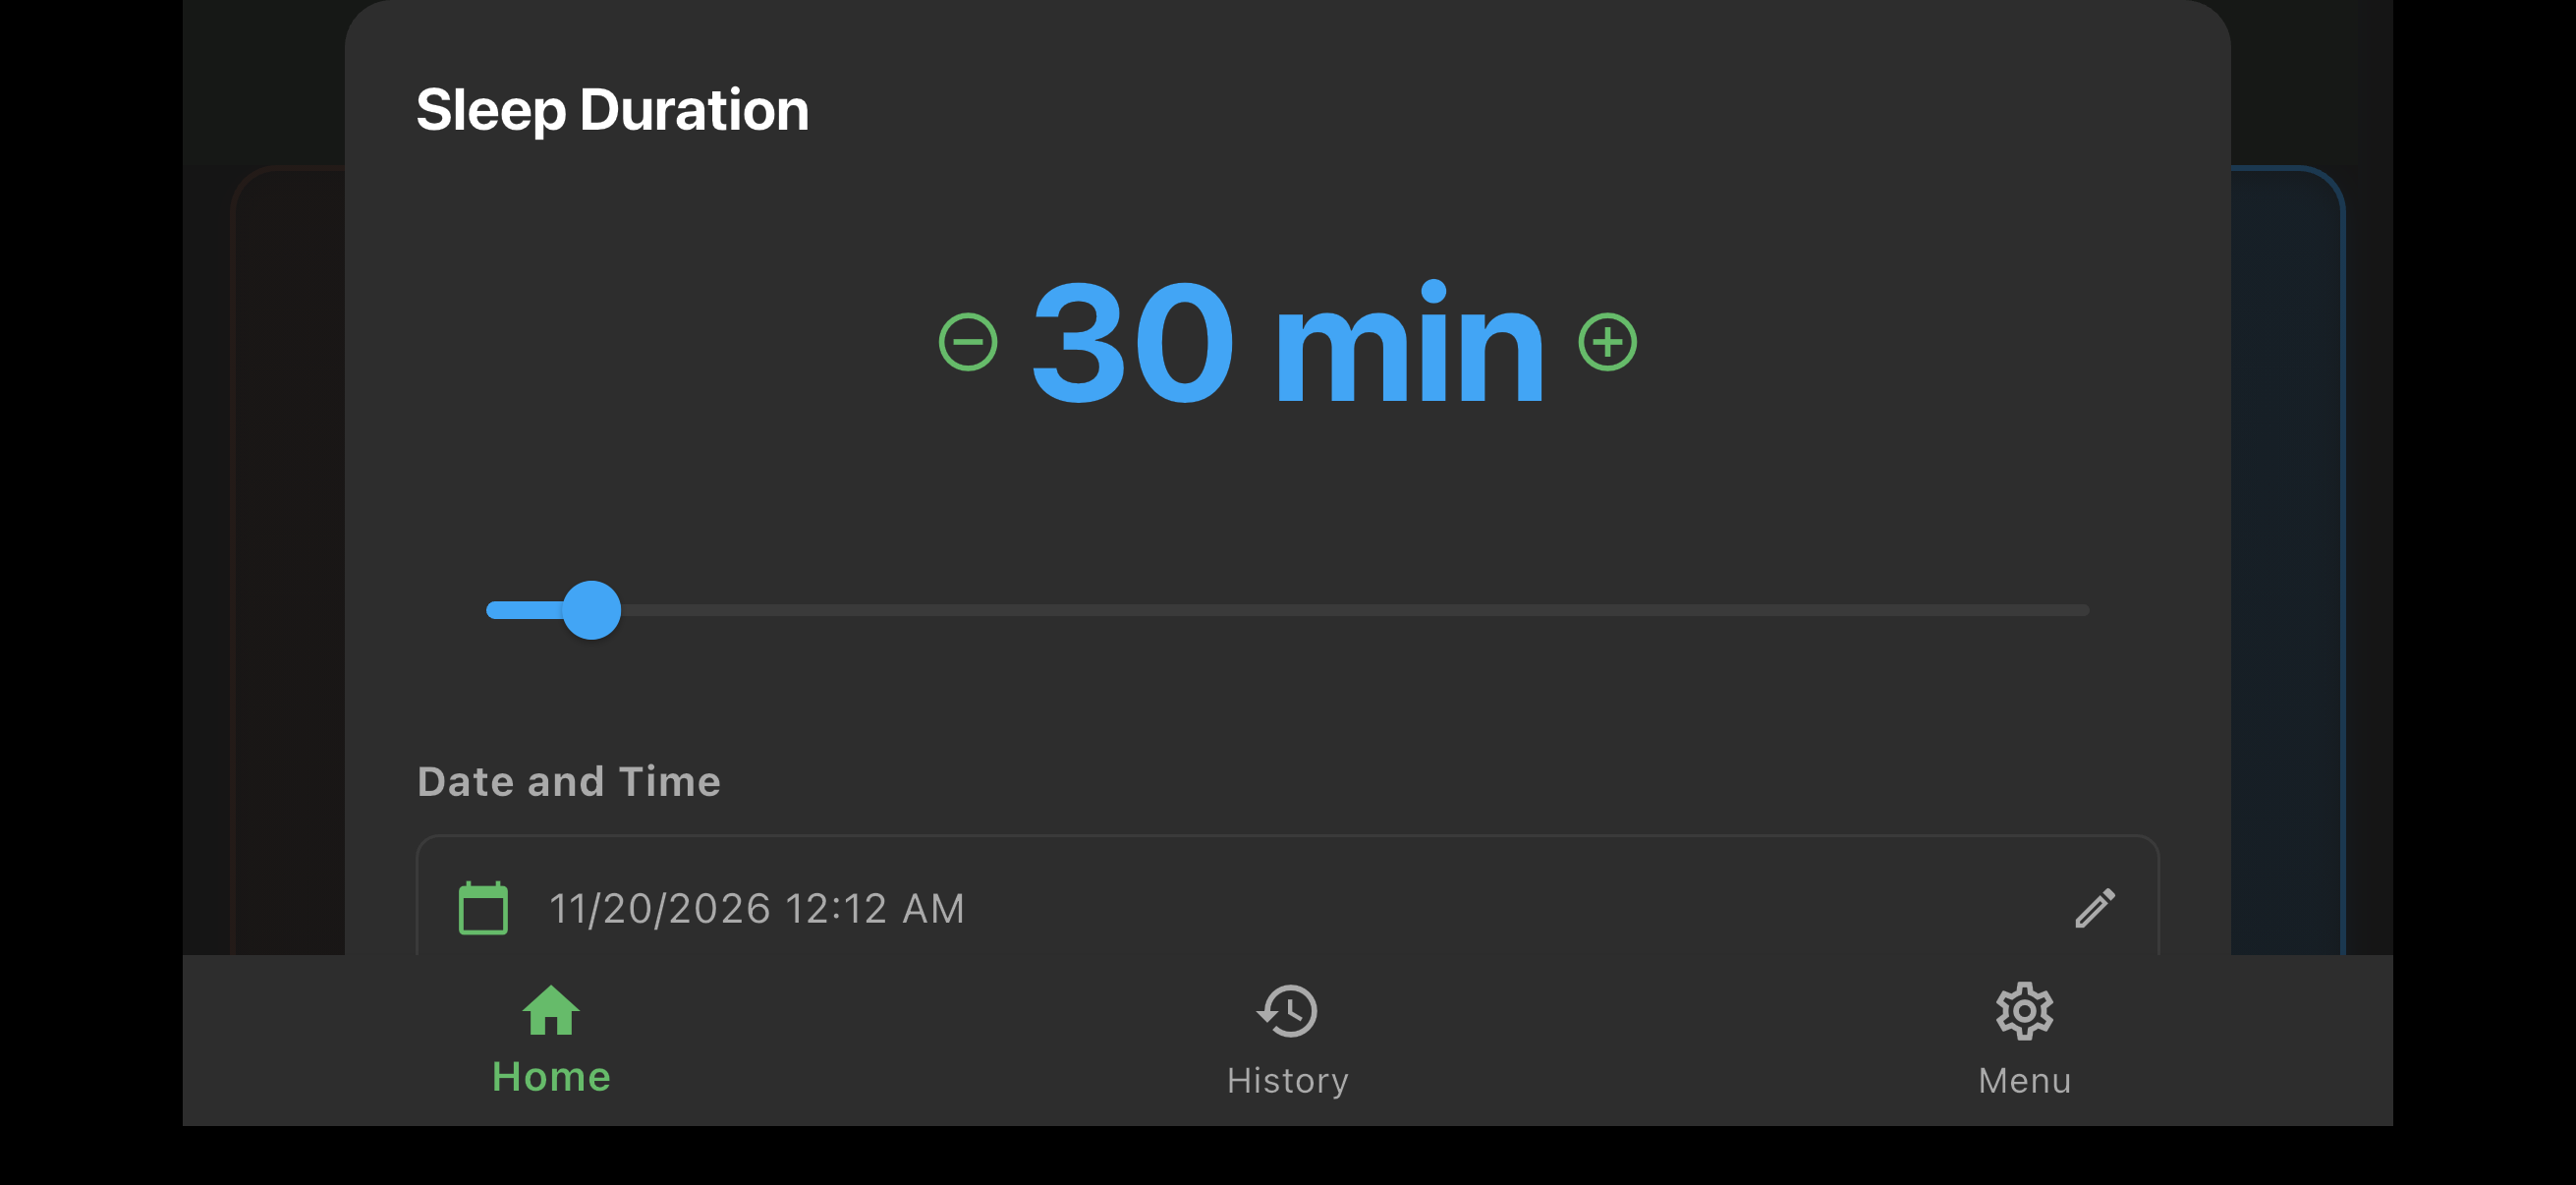 Sleep Duration
30 min
Date and Time
11/20/2026 12:12 AM
Home
History
Menu